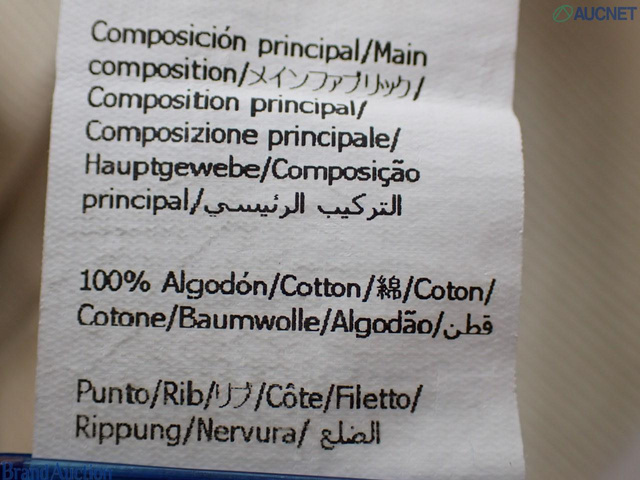 AUCNET
Composición principal/Main
composition/メインファブリック/
Composition principal/
Composizione principale/
Hauptgewebe/Composição
principal/التركيب الرئيسي
100% Algodón/Cotton/綿/Coton/
Cotone/Baumwolle/Algodão/قطن
Punto/Rib/リブ/Côte/Filetto/
Rippung/Nervura/ الضلع
Brand Auction